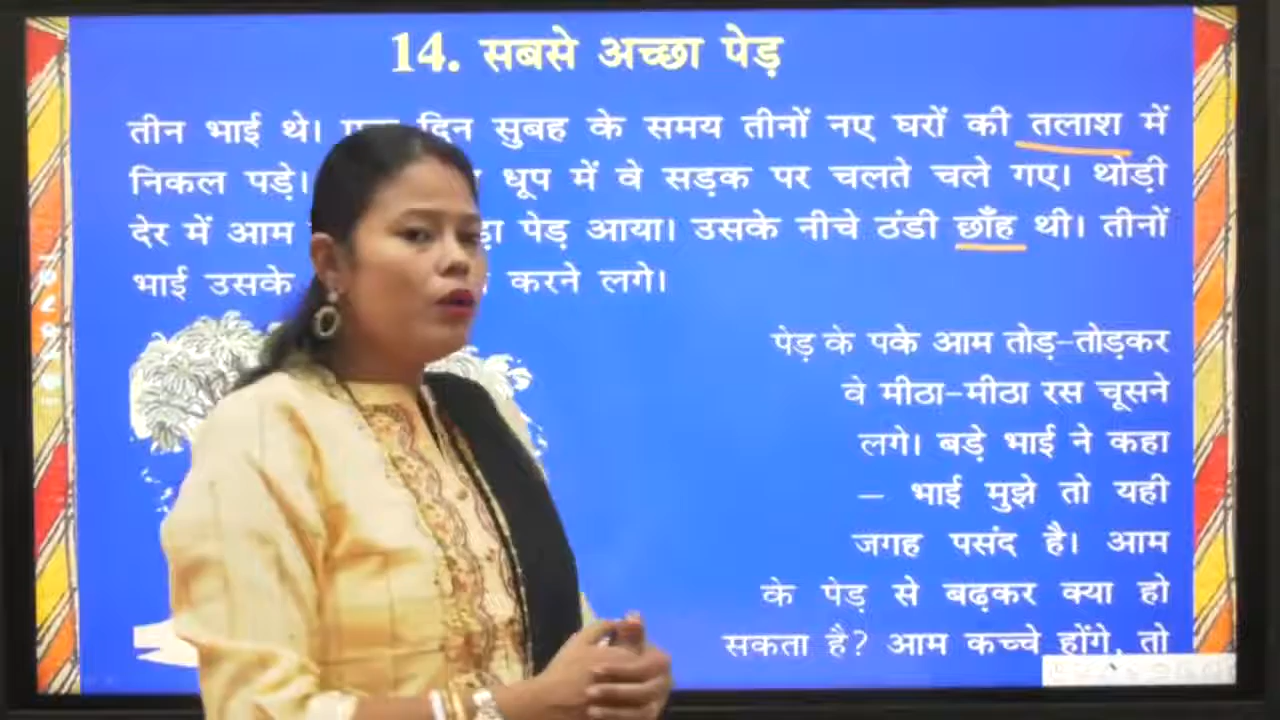 14. सबसे अच्छा पेड़
तीन भाई थे। दिन सुबह के समय तीनों नए घरों की तलाश में
निकल पड़े। धूप में वे सड़क पर चलते चले गए। थोड़ी
देर में आम पेड़ आया। उसके नीचे ठंडी छाँह थी। तीनों
भाई उसके करने लगे।
पेड़ के पके आम तोड़-तोड़कर
वे मीठा-मीठा रस चूसने
लगे। बड़े भाई ने कहा
– भाई मुझे तो यही
जगह पसंद है। आम
के पेड़ से बढ़कर क्या हो
सकता है? आम कच्चे होंगे, तो